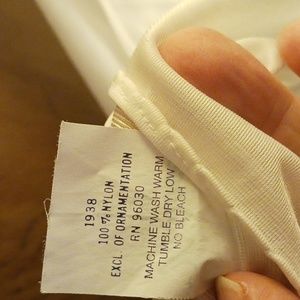 1938
100 % NYLON
EXCL OF ORNAMENTATION
RN 96030
MACHINE WASH WARM
TUMBLE DRY LOW
NO BLEACH